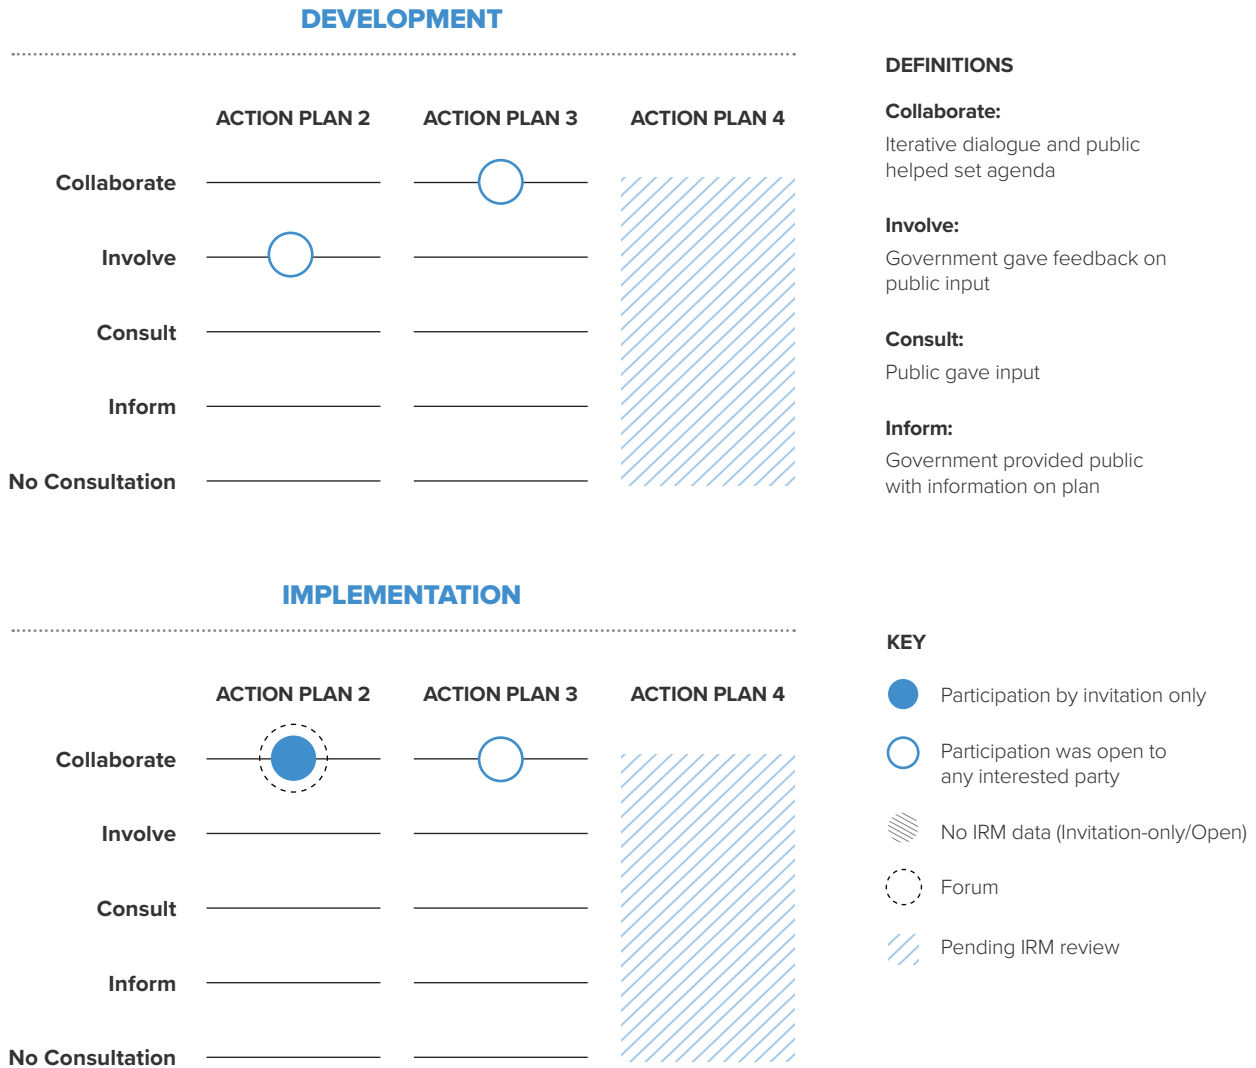 DEVELOPMENT
ACTION PLAN 2
ACTION PLAN 3
ACTION PLAN 4
Collaborate
Involve
Consult
Inform
No Consultation
DEFINITIONS
Collaborate:
Iterative dialogue and public
helped set agenda
Involve:
Government gave feedback on
public input
Consult:
Public gave input
Inform:
Government provided public
with information on plan
IMPLEMENTATION
ACTION PLAN 2
ACTION PLAN 3
ACTION PLAN 4
Collaborate
Involve
Consult
Inform
No Consultation
KEY
Participation by invitation only
Participation was open to
any interested party
No IRM data (Invitation-only/Open)
Forum
Pending IRM review